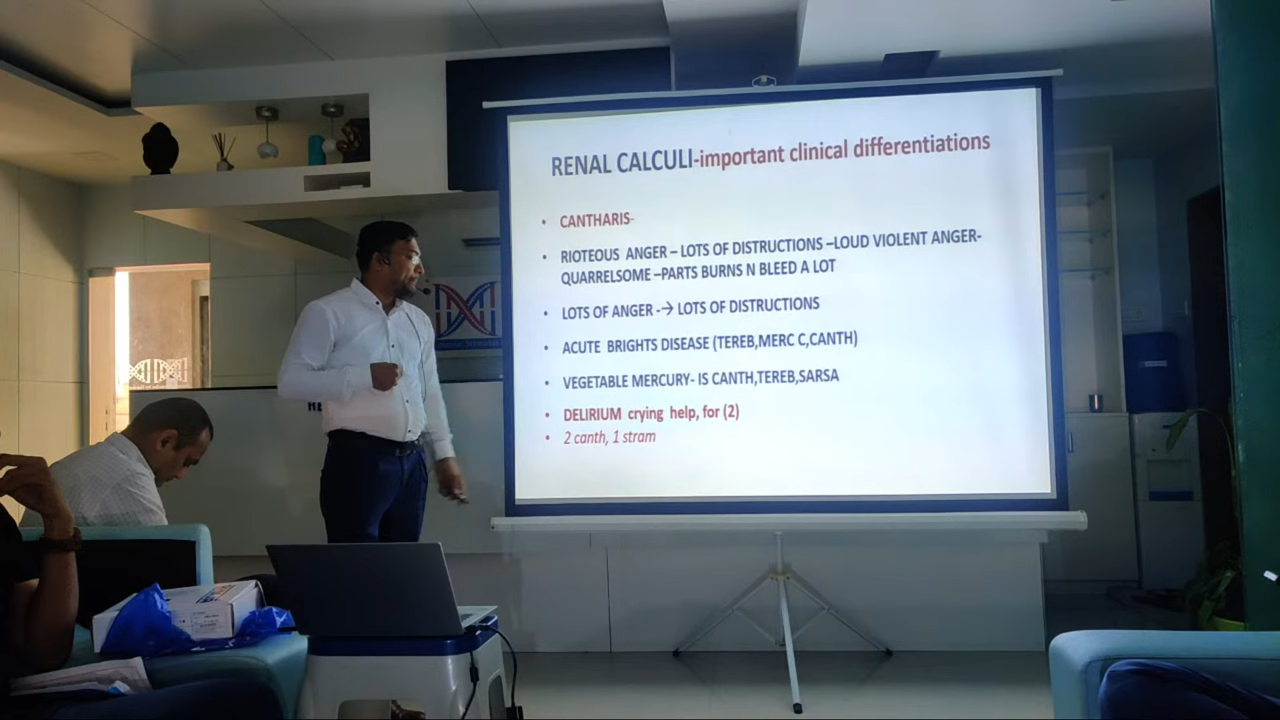 RENAL CALCULI-important clinical differentiations
• CANTHARIS-
• RIOTEOUS ANGER – LOTS OF DISTRUCTIONS –LOUD VIOLENT ANGER-
QUARRELSOME –PARTS BURNS N BLEED A LOT
• LOTS OF ANGER -→ LOTS OF DISTRUCTIONS
• ACUTE BRIGHTS DISEASE (TEREB,MERC C,CANTH)
• VEGETABLE MERCURY- IS CANTH,TEREB,SARSA
• DELIRIUM crying help, for (2)
• 2 canth, 1 stram